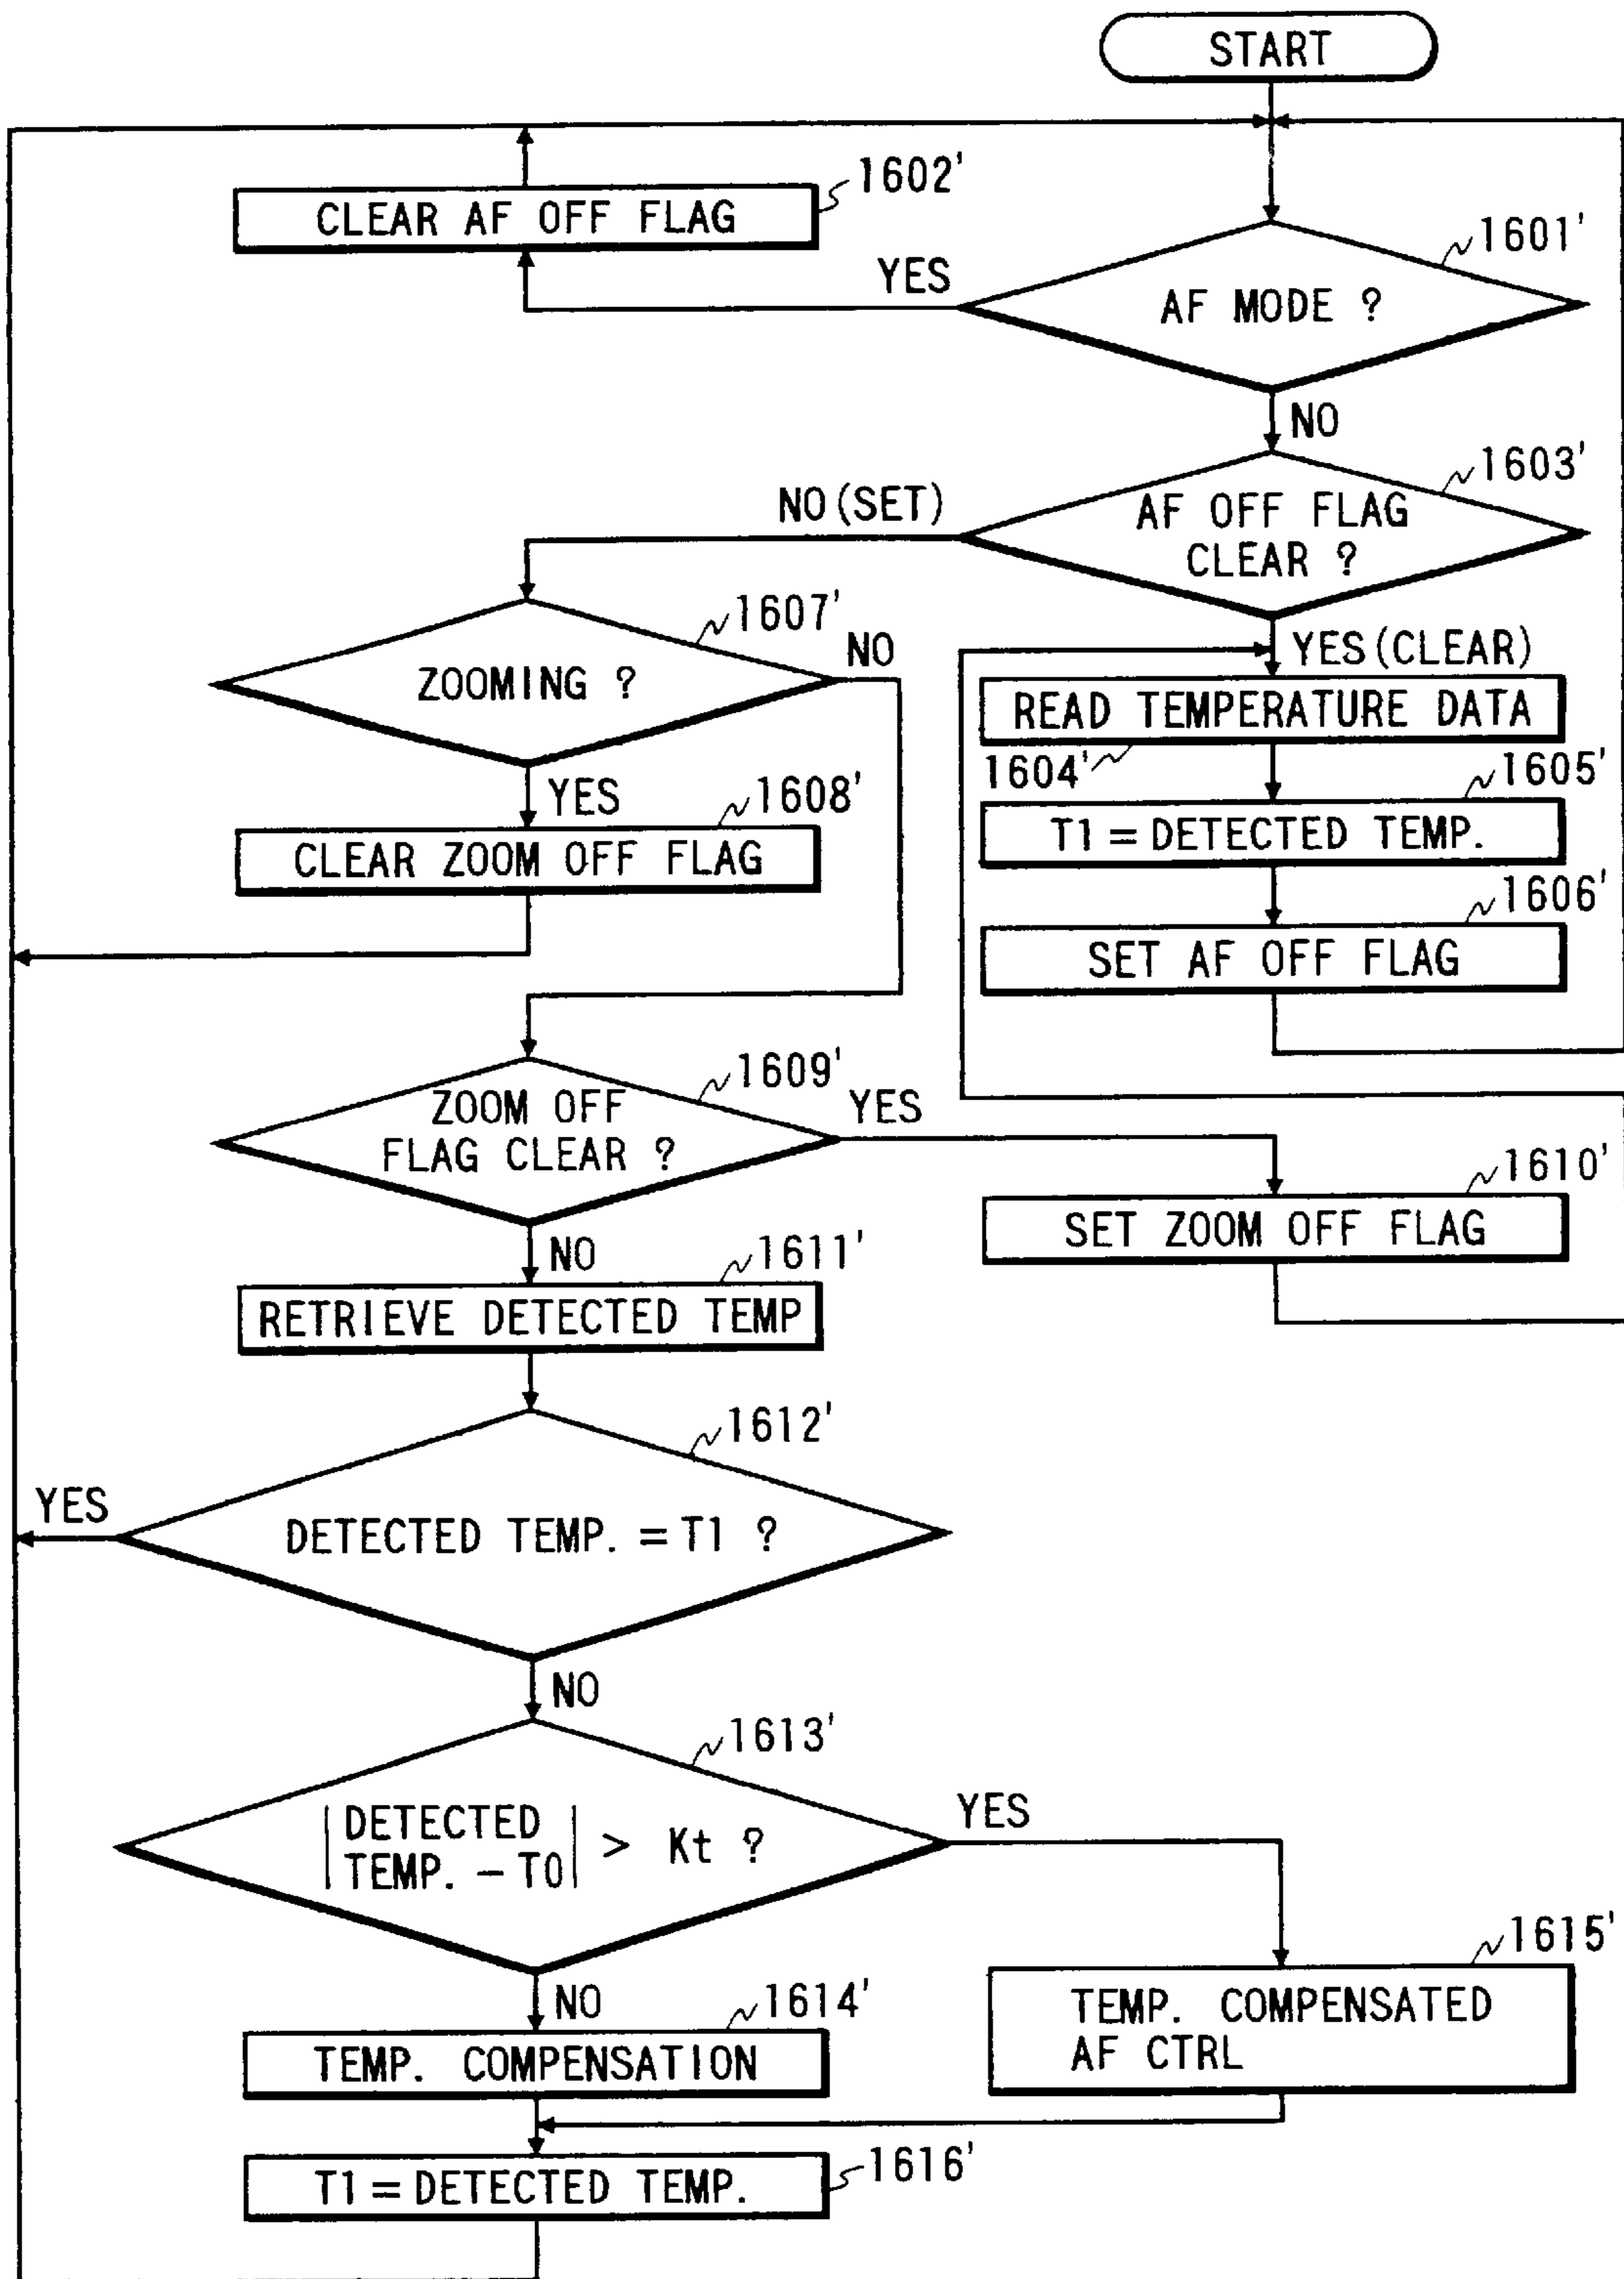 START
1602'
CLEAR AF OFF FLAG
1601'
YES
AF MODE ?
NO
1603'
NO (SET)
AF OFF FLAG
CLEAR ?
1607'
NO
YES (CLEAR)
ZOOMING ?
READ TEMPERATURE DATA
1604'
1605'
YES
1608'
T1 = DETECTED TEMP.
CLEAR ZOOM OFF FLAG
1606'
SET AF OFF FLAG
1609'
ZOOM OFF
FLAG CLEAR ?
YES
1610'
SET ZOOM OFF FLAG
NO
1611'
RETRIEVE DETECTED TEMP
1612'
YES
DETECTED TEMP. = T1 ?
NO
1613'
YES
| DETECTED
TEMP. – T0 | > Kt ?
1615'
NO
1614'
TEMP. COMPENSATED
AF CTRL
TEMP. COMPENSATION
1616'
T1 = DETECTED TEMP.